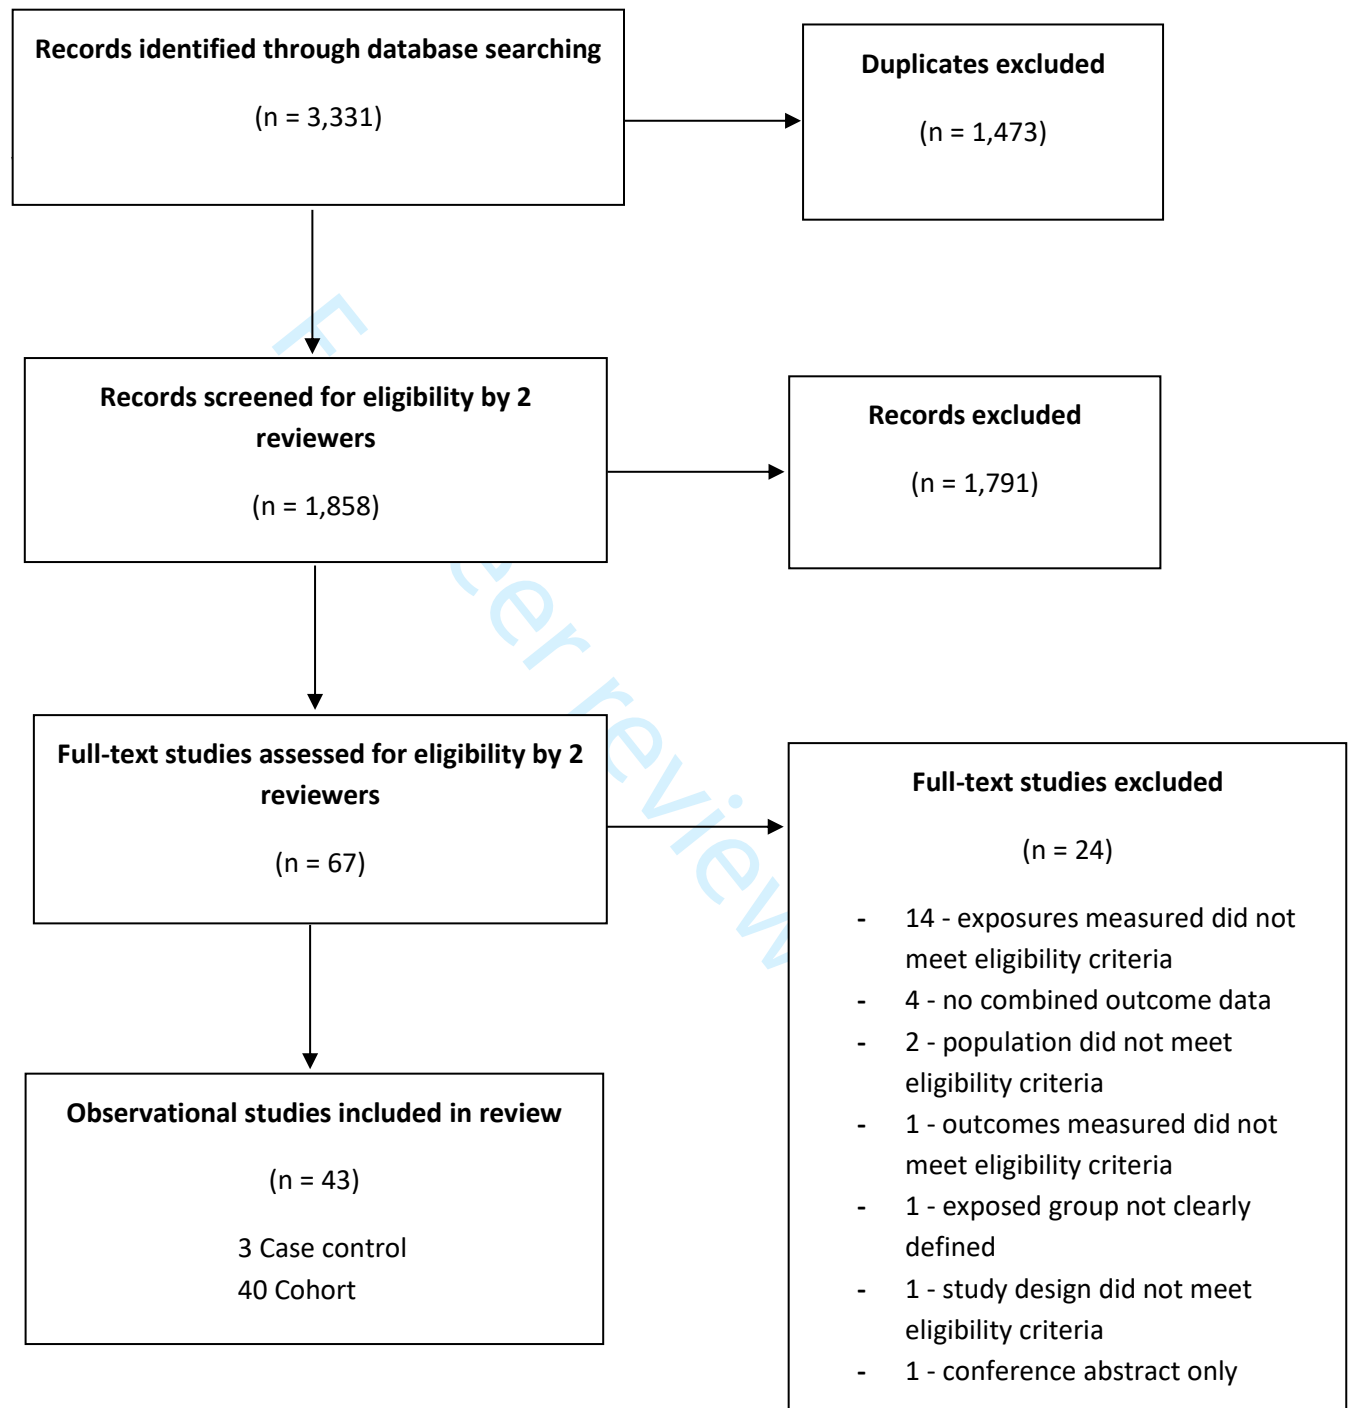 Records identified through database searching
(n = 3,331)
Duplicates excluded
(n = 1,473)
Records screened for eligibility by 2
reviewers
(n = 1,858)
Records excluded
(n = 1,791)
Full-text studies assessed for eligibility by 2
reviewers
(n = 67)
Full-text studies excluded
(n = 24)
- 14 - exposures measured did not
meet eligibility criteria
- 4 - no combined outcome data
- 2 - population did not meet
eligibility criteria
- 1 - outcomes measured did not
meet eligibility criteria
- 1 - exposed group not clearly
defined
- 1 - study design did not meet
eligibility criteria
- 1 - conference abstract only
Observational studies included in review
(n = 43)
3 Case control
40 Cohort
eer review